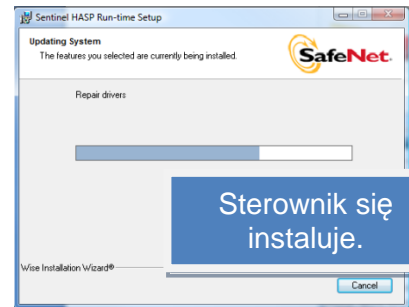 Sentinel HASP Run-time Setup
Updating System
The features you selected are currently being installed.
SafeNet.
Repair drivers
Sterownik się
instaluje.
Wise Installation Wizard®
Cancel